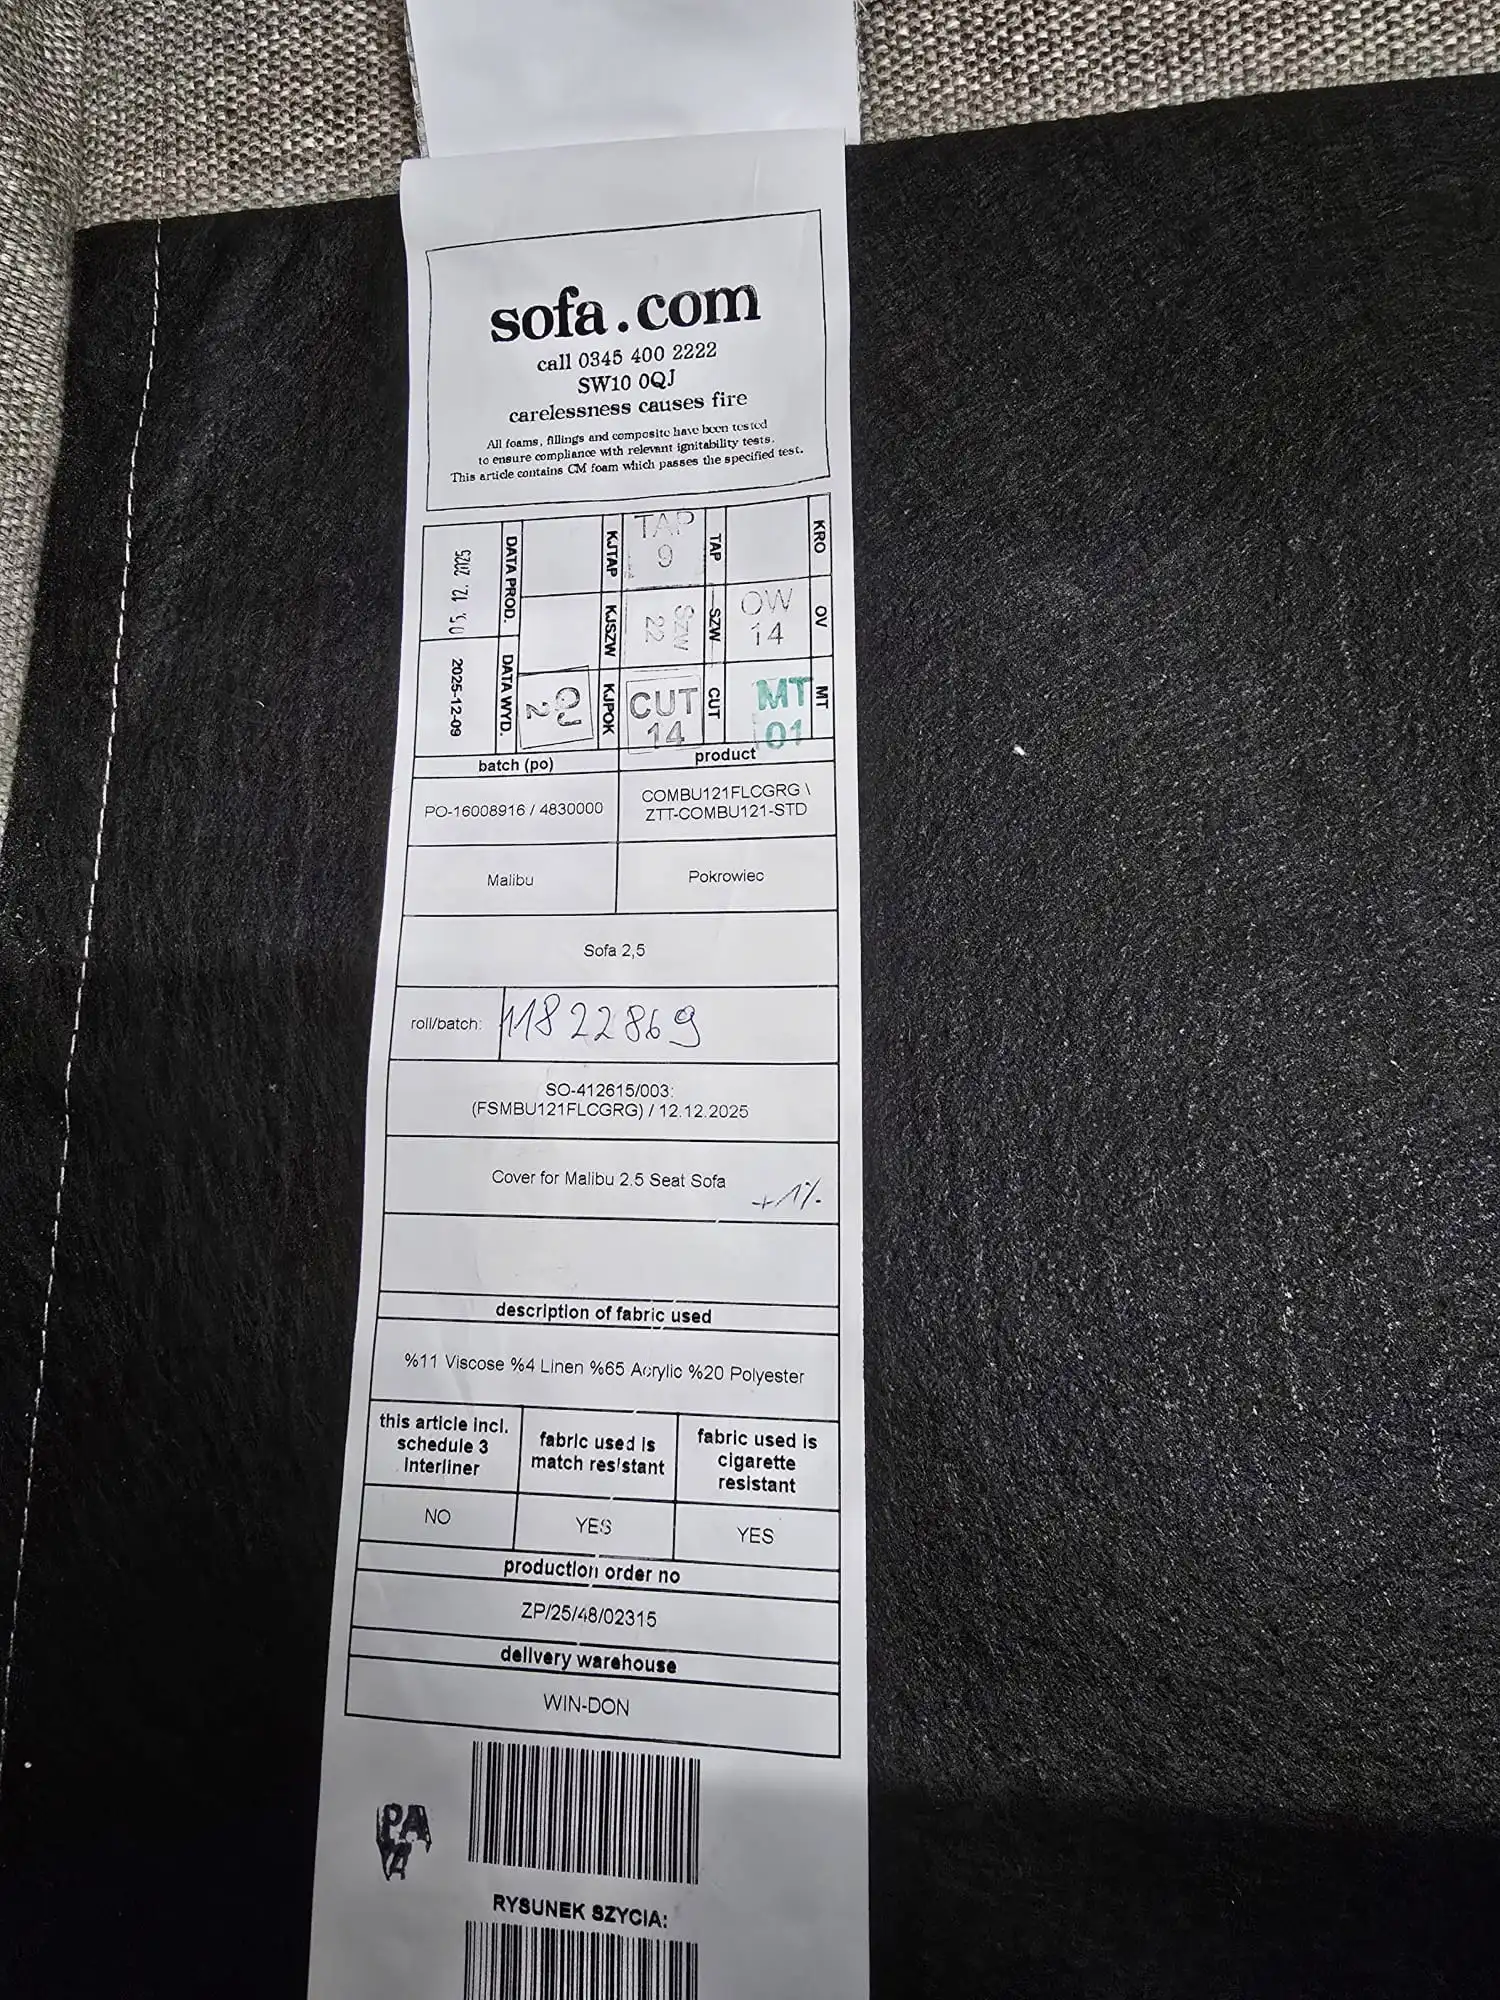 sofa.com
call 0345 400 2222
SW10 0QJ
carelessness causes fire
All foams, fillings and composite have been tested
to ensure compliance with relevant ignitability tests.
This article contains CM foam which passes the specified test.
KRO
OV
MT
OW
14
MT
01
TAP
SZW
CUT
TAP
9
SZW
22
CUT
14
KJTAP
KJSZW
KJPOK
QJ
2
DATA PROD.
DATA WYD.
05. 12. 2025
2025-12-09
batch (po)
product
PO-16008916 / 4830000
COMBU121FLCGRG \
ZTT-COMBU121-STD
Malibu
Pokrowiec
Sofa 2,5
roll/batch: 11822869
SO-412615/003:
(FSMBU121FLCGRG) / 12.12.2025
Cover for Malibu 2.5 Seat Sofa
+1%
description of fabric used
%11 Viscose %4 Linen %65 Acrylic %20 Polyester
this article incl.
schedule 3
interliner
fabric used is
match resistant
fabric used is
cigarette
resistant
NO
YES
YES
production order no
ZP/25/48/02315
delivery warehouse
WIN-DON
RYSUNEK SZYCIA: